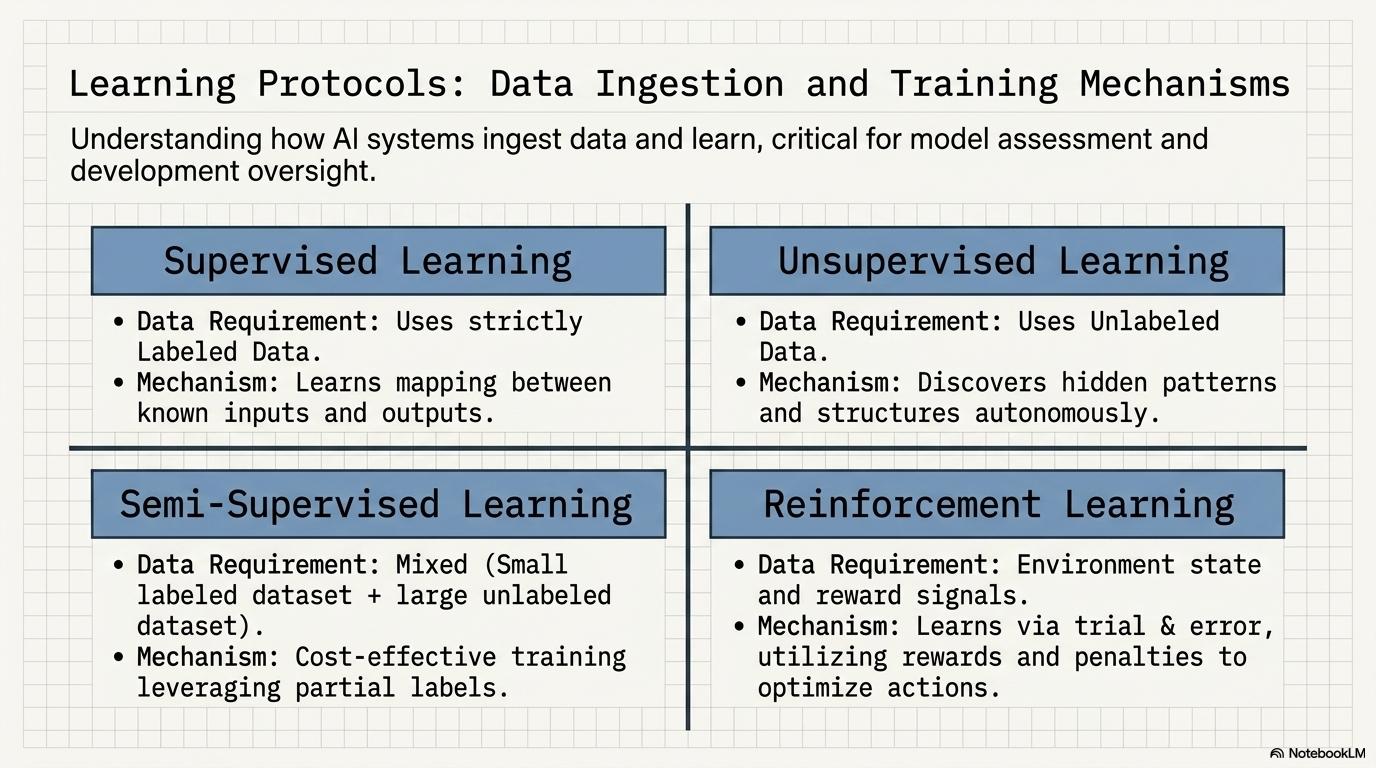 Learning Protocols: Data Ingestion and Training Mechanisms
Understanding how AI systems ingest data and learn, critical for model assessment and
development oversight.
Supervised Learning
• Data Requirement: Uses strictly
Labeled Data.
• Mechanism: Learns mapping between
known inputs and outputs.
Unsupervised Learning
• Data Requirement: Uses Unlabeled
Data.
• Mechanism: Discovers hidden patterns
and structures autonomously.
Semi-Supervised Learning
• Data Requirement: Mixed (Small
labeled dataset + large unlabeled
dataset).
• Mechanism: Cost-effective training
leveraging partial labels.
Reinforcement Learning
• Data Requirement: Environment state
and reward signals.
• Mechanism: Learns via trial & error,
utilizing rewards and penalties to
optimize actions.
NotebookLM